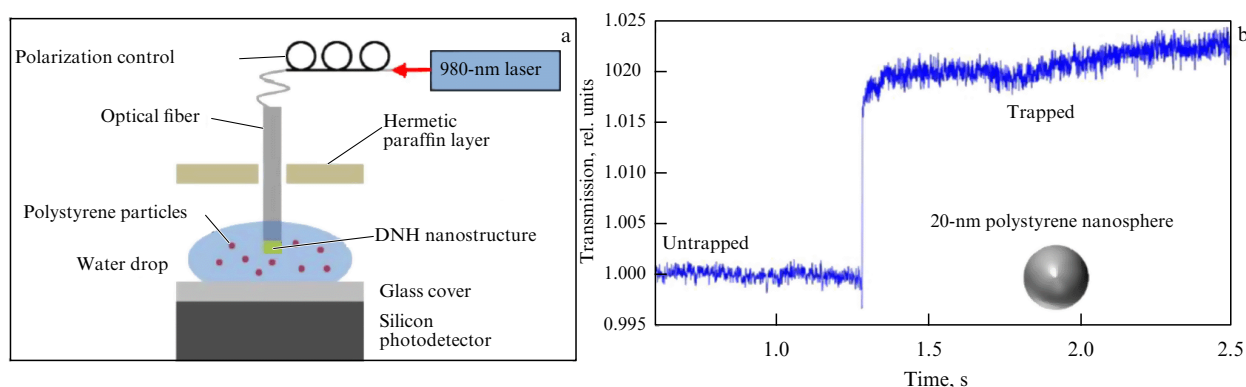 a
Polarization control
980-nm laser
Optical fiber
Hermetic
paraffin layer
Polystyrene particles
DNH nanostructure
Water drop
Glass cover
Silicon
photodetector
b
Transmission, rel. units
1.025
1.020
1.015
1.010
1.005
1.000
0.995
Trapped
20-nm polystyrene nanosphere
Untrapped
1.0
1.5
2.0
2.5
Time, s